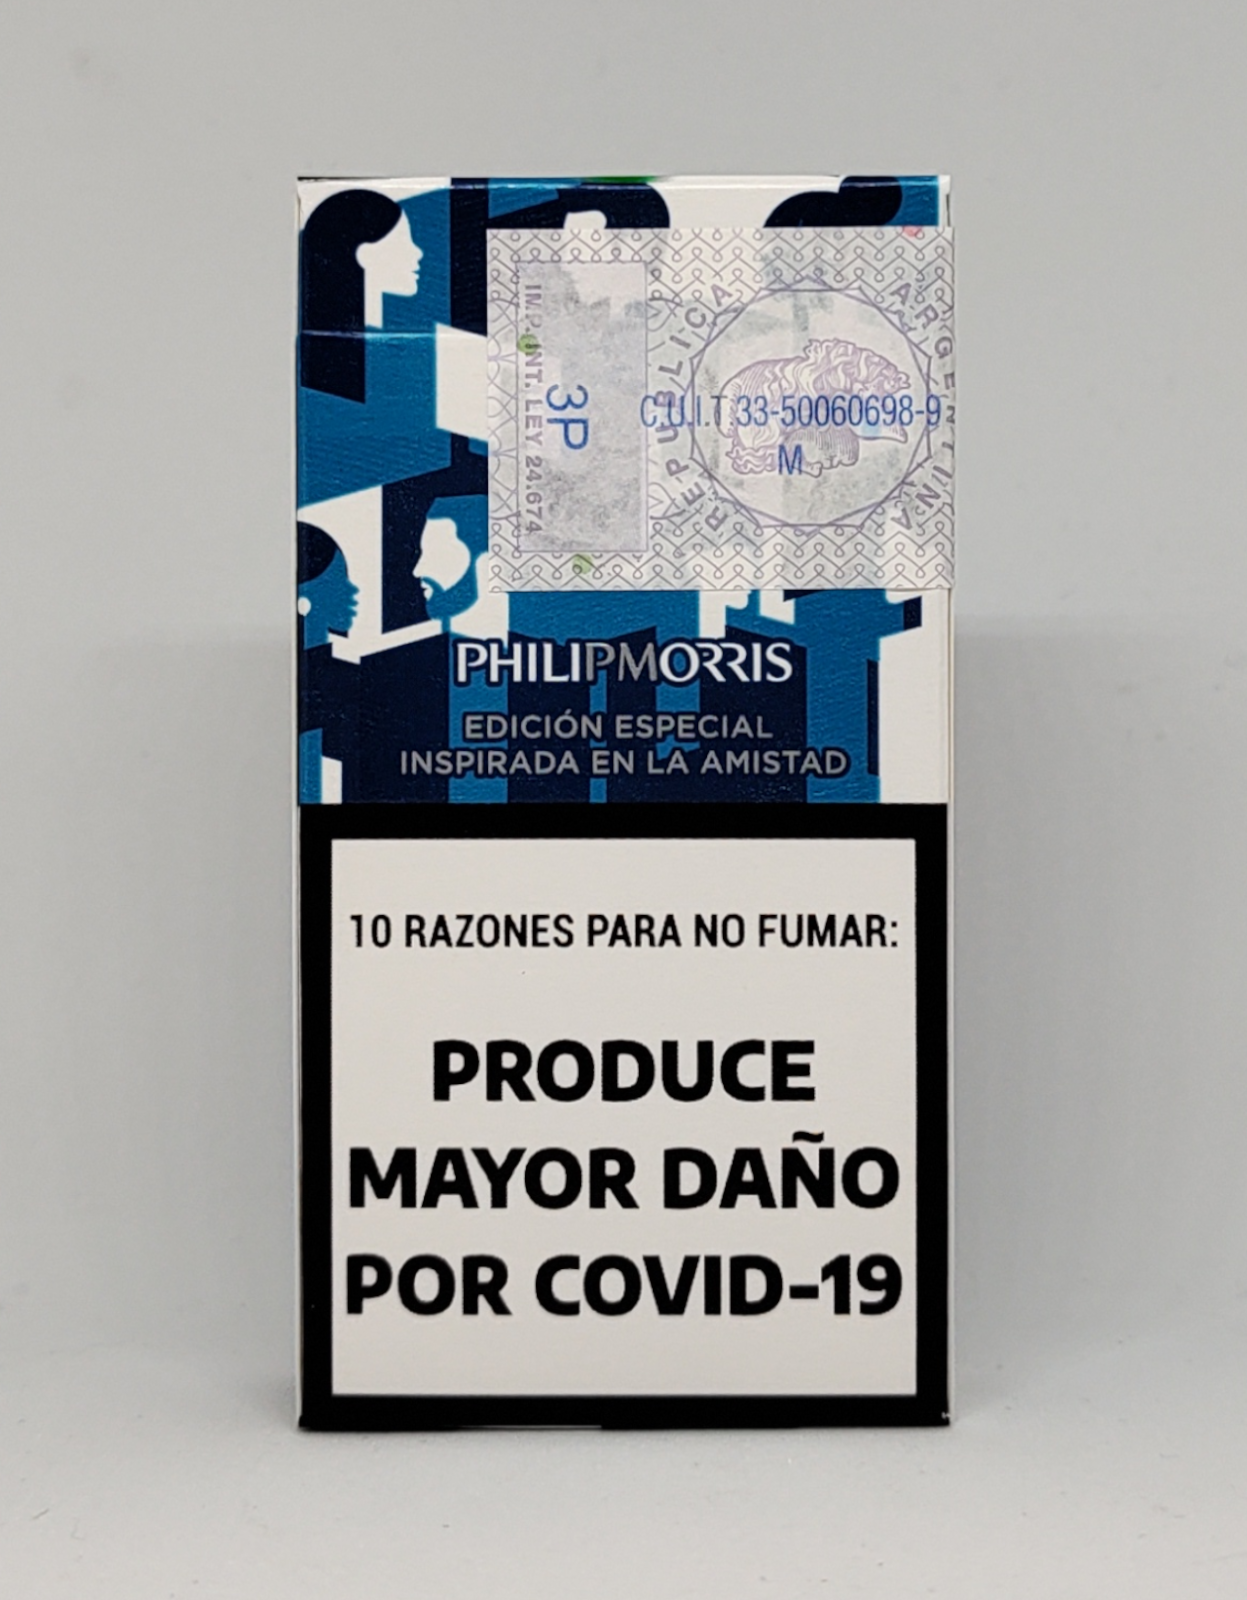 IMP. INT. LEY 24.674
3P
REPUBLICA ARGENTINA
C.U.I.T.33-50060698-9
M
PHILIPMORRIS
EDICIÓN ESPECIAL
INSPIRADA EN LA AMISTAD
10 RAZONES PARA NO FUMAR:
PRODUCE
MAYOR DAÑO
POR COVID-19